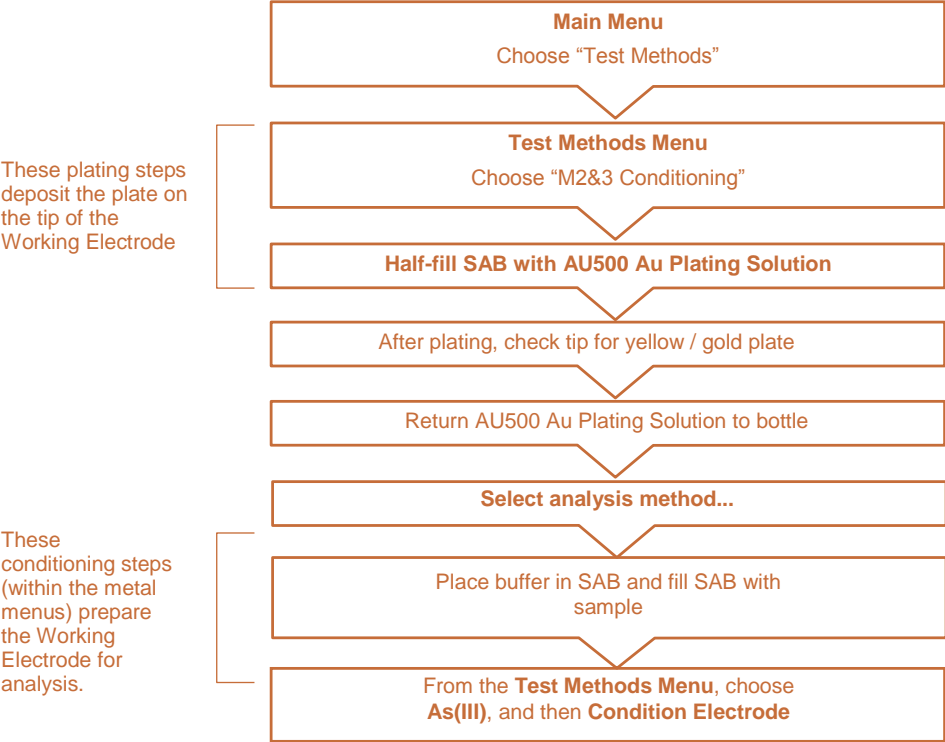 Main Menu
Choose “Test Methods”
These plating steps
deposit the plate on
the tip of the
Working Electrode
Test Methods Menu
Choose “M2&3 Conditioning”
Half-fill SAB with AU500 Au Plating Solution
After plating, check tip for yellow / gold plate
Return AU500 Au Plating Solution to bottle
Select analysis method...
These
conditioning steps
(within the metal
menus) prepare
the Working
Electrode for
analysis.
Place buffer in SAB and fill SAB with
sample
From the Test Methods Menu, choose
As(III), and then Condition Electrode